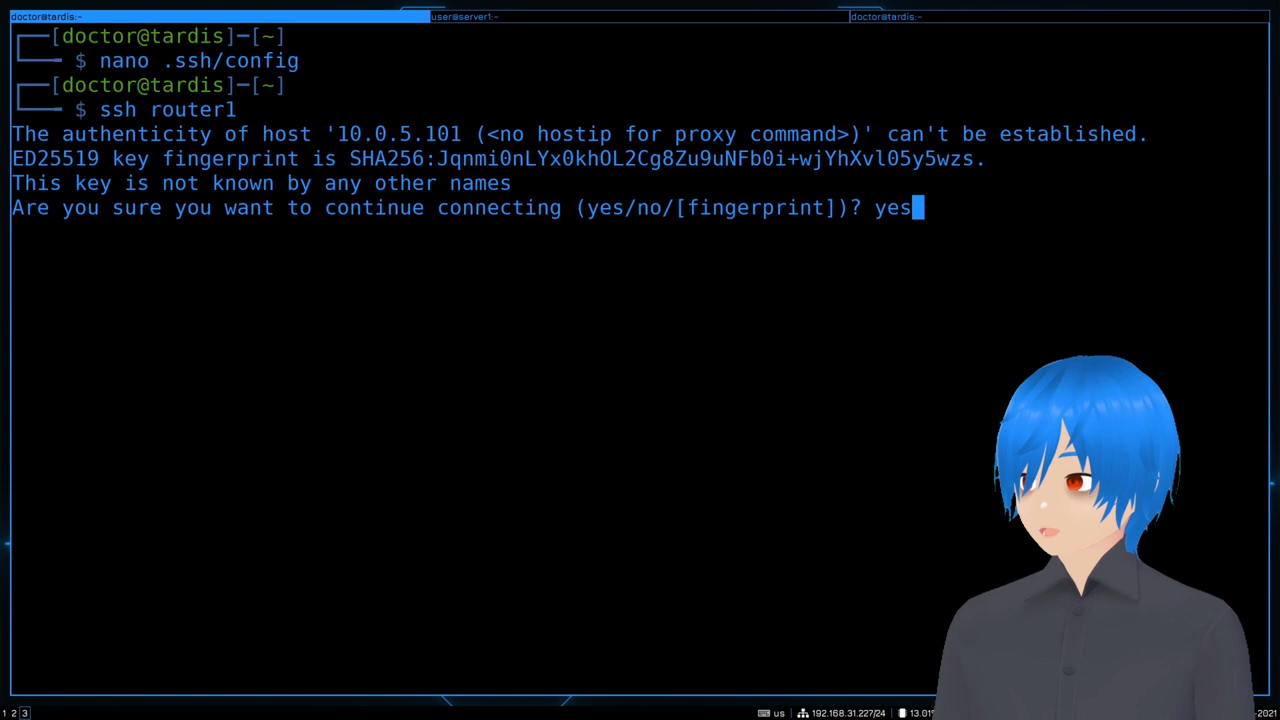 doctor@tardis:~
user@server1:~
doctor@tardis:~
[doctor@tardis]-[~]
$ nano .ssh/config
[doctor@tardis]-[~]
$ ssh router1
The authenticity of host '10.0.5.101 (<no hostip for proxy command>)' can't be established.
ED25519 key fingerprint is SHA256:Jqnmi0nLYx0khOL2Cg8Zu9uNFb0i+wjYhXvl05y5wzs.
This key is not known by any other names
Are you sure you want to continue connecting (yes/no/[fingerprint])? yes
1 2 3
us
192.168.31.227/24
13.01
-2021